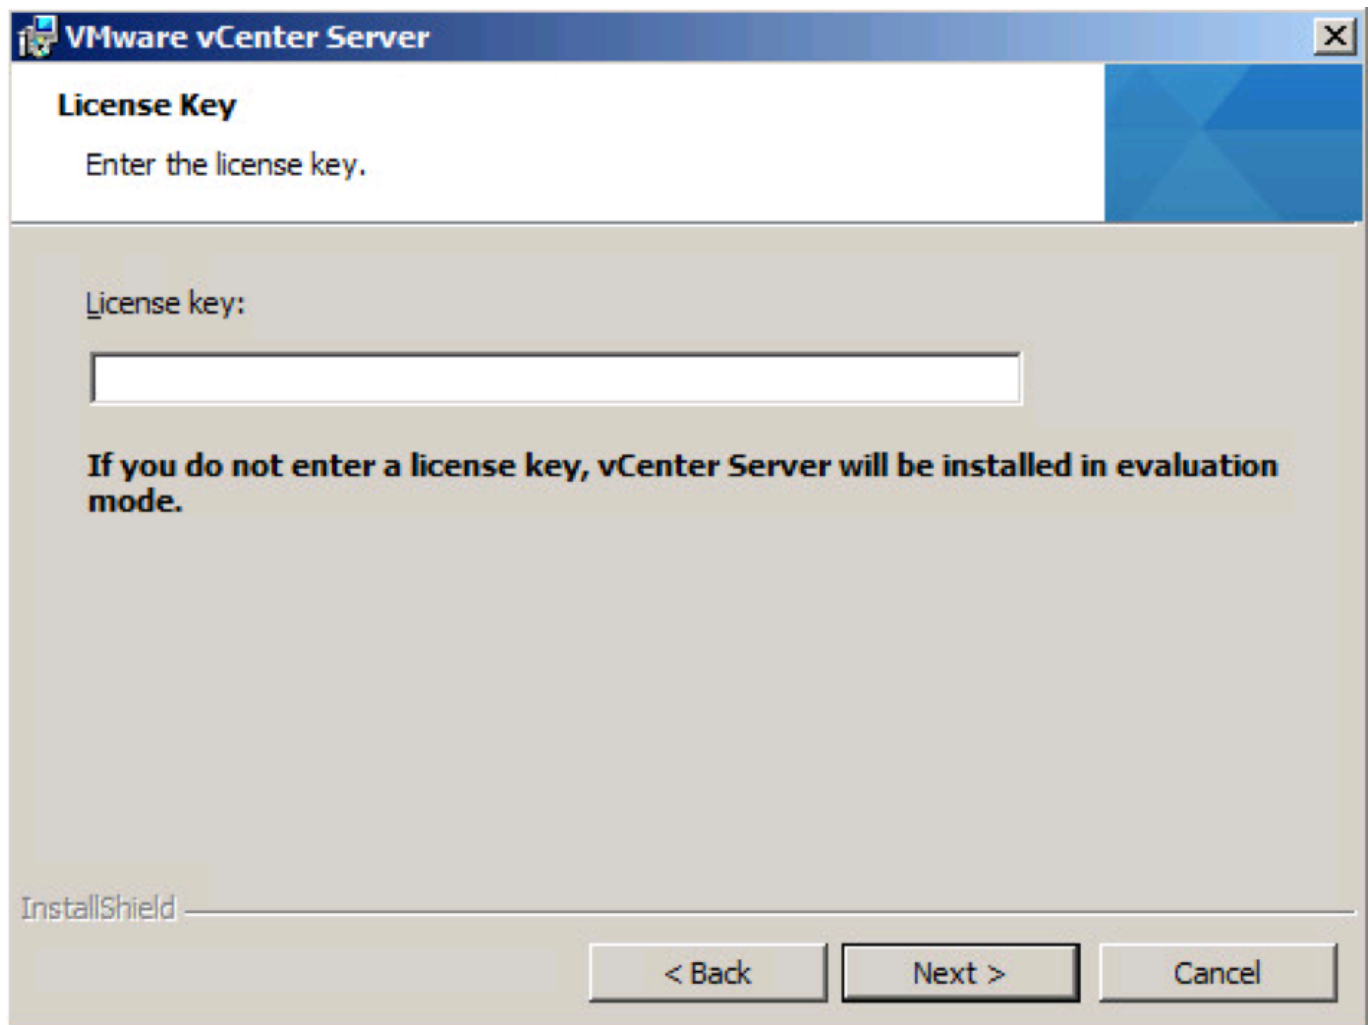 VMware vCenter Server
License Key
Enter the license key.
License key:
If you do not enter a license key, vCenter Server will be installed in evaluation
mode.
InstallShield
< Back
Next >
Cancel